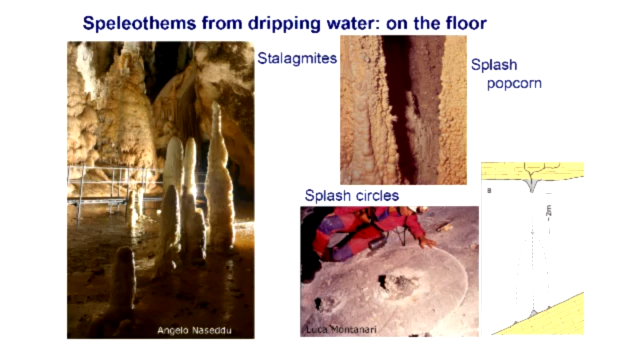 Speleothems from dripping water: on the floor
Stalagmites
Splash
popcorn
Splash circles
B
~2m
Angelo Naseddu
Luca Montanari